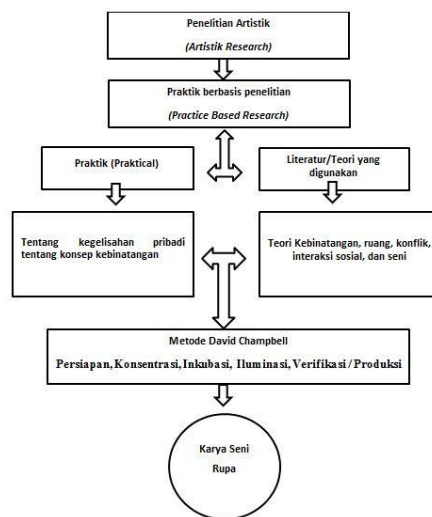 Penelitian Artistik
(Artistik Research)
Praktik berbasis penelitian
(Practice Based Research)
Praktik (Praktical)
Literatur/Teori yang
digunakan
Tentang kegelisahan pribadi
tentang konsep kebinatangan
Teori Kebinatangan, ruang, konflik,
interaksi sosial, dan seni
Metode David Champbell
Persiapan, Konsentrasi, Inkubasi, Iluminasi, Verifikasi / Produksi
Karya Seni
Rupa